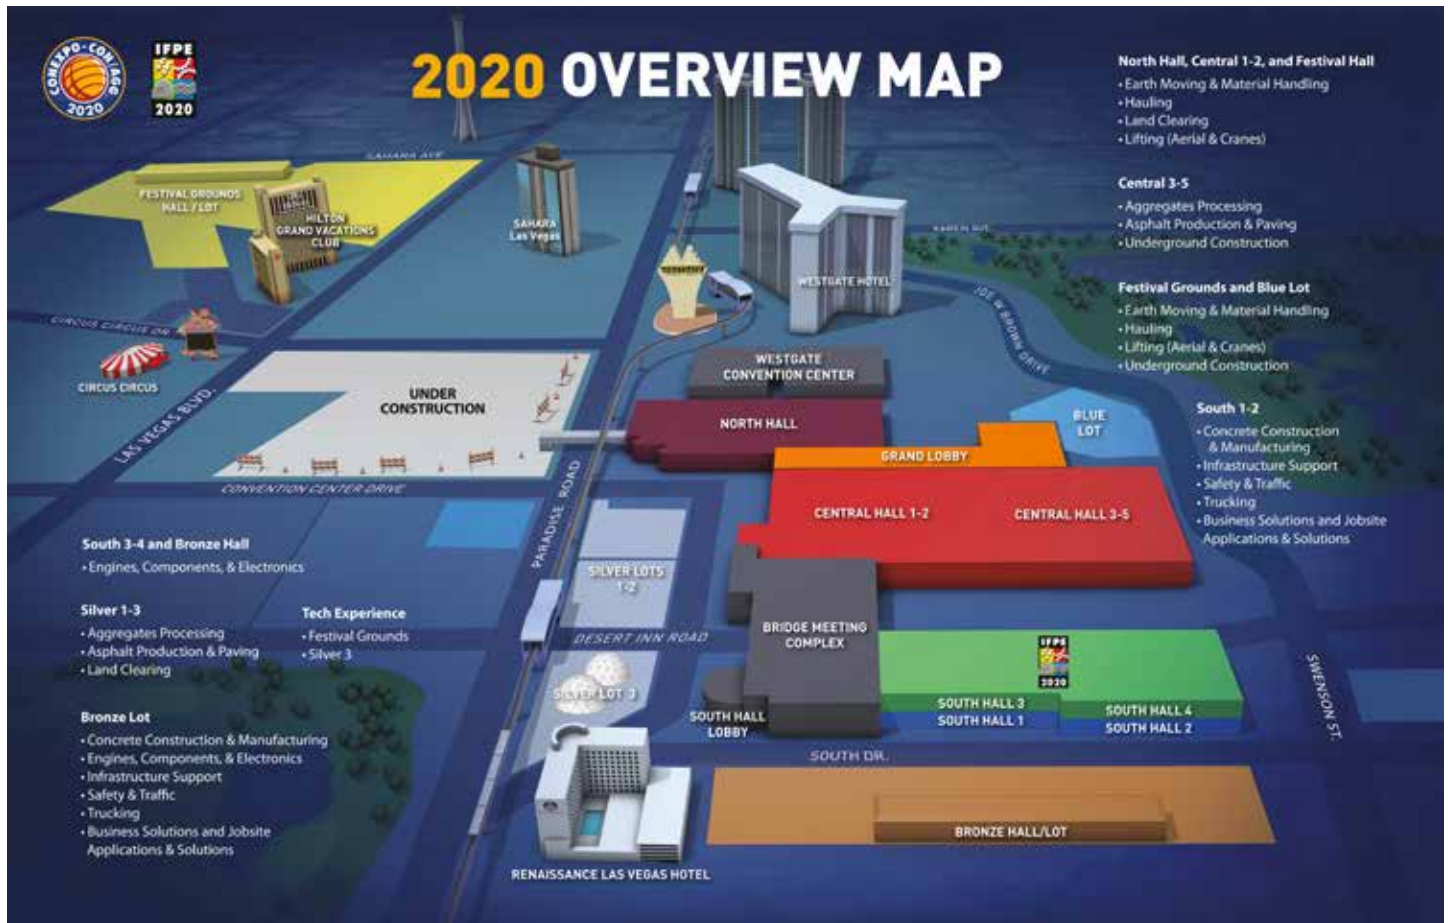 CONEXPO-CON/AGG
2020
IFPE
2020
2020 OVERVIEW MAP
North Hall, Central 1-2, and Festival Hall
• Earth Moving & Material Handling
• Hauling
• Land Clearing
• Lifting (Aerial & Cranes)
Central 3-5
• Aggregates Processing
• Asphalt Production & Paving
• Underground Construction
Festival Grounds and Blue Lot
• Earth Moving & Material Handling
• Hauling
• Lifting (Aerial & Cranes)
• Underground Construction
South 1-2
• Concrete Construction
& Manufacturing
• Infrastructure Support
• Safety & Traffic
• Trucking
• Business Solutions and Jobsite
Applications & Solutions
SAHARA AVE
FESTIVAL GROUNDS
HALL / LOT
HILTON
GRAND VACATIONS
CLUB
SAHARA
Las Vegas
WESTGATE HOTEL
KAREN AVE
JOE W BROWN DRIVE
CIRCUS CIRCUS DR
CIRCUS CIRCUS
LAS VEGAS BLVD.
UNDER
CONSTRUCTION
WESTGATE
CONVENTION CENTER
NORTH HALL
BLUE
LOT
GRAND LOBBY
CONVENTION CENTER DRIVE
PARADISE ROAD
CENTRAL HALL 1-2
CENTRAL HALL 3-5
SILVER LOTS
1-2
DESERT INN ROAD
BRIDGE MEETING
COMPLEX
IFPE
2020
SILVER LOT 3
SOUTH HALL
LOBBY
SOUTH HALL 3
SOUTH HALL 1
SOUTH HALL 4
SOUTH HALL 2
SWENSON ST.
SOUTH DR.
BRONZE HALL/LOT
RENAISSANCE LAS VEGAS HOTEL
South 3-4 and Bronze Hall
• Engines, Components, & Electronics
Silver 1-3
• Aggregates Processing
• Asphalt Production & Paving
• Land Clearing
Tech Experience
• Festival Grounds
• Silver 3
Bronze Lot
• Concrete Construction & Manufacturing
• Engines, Components, & Electronics
• Infrastructure Support
• Safety & Traffic
• Trucking
• Business Solutions and Jobsite
Applications & Solutions